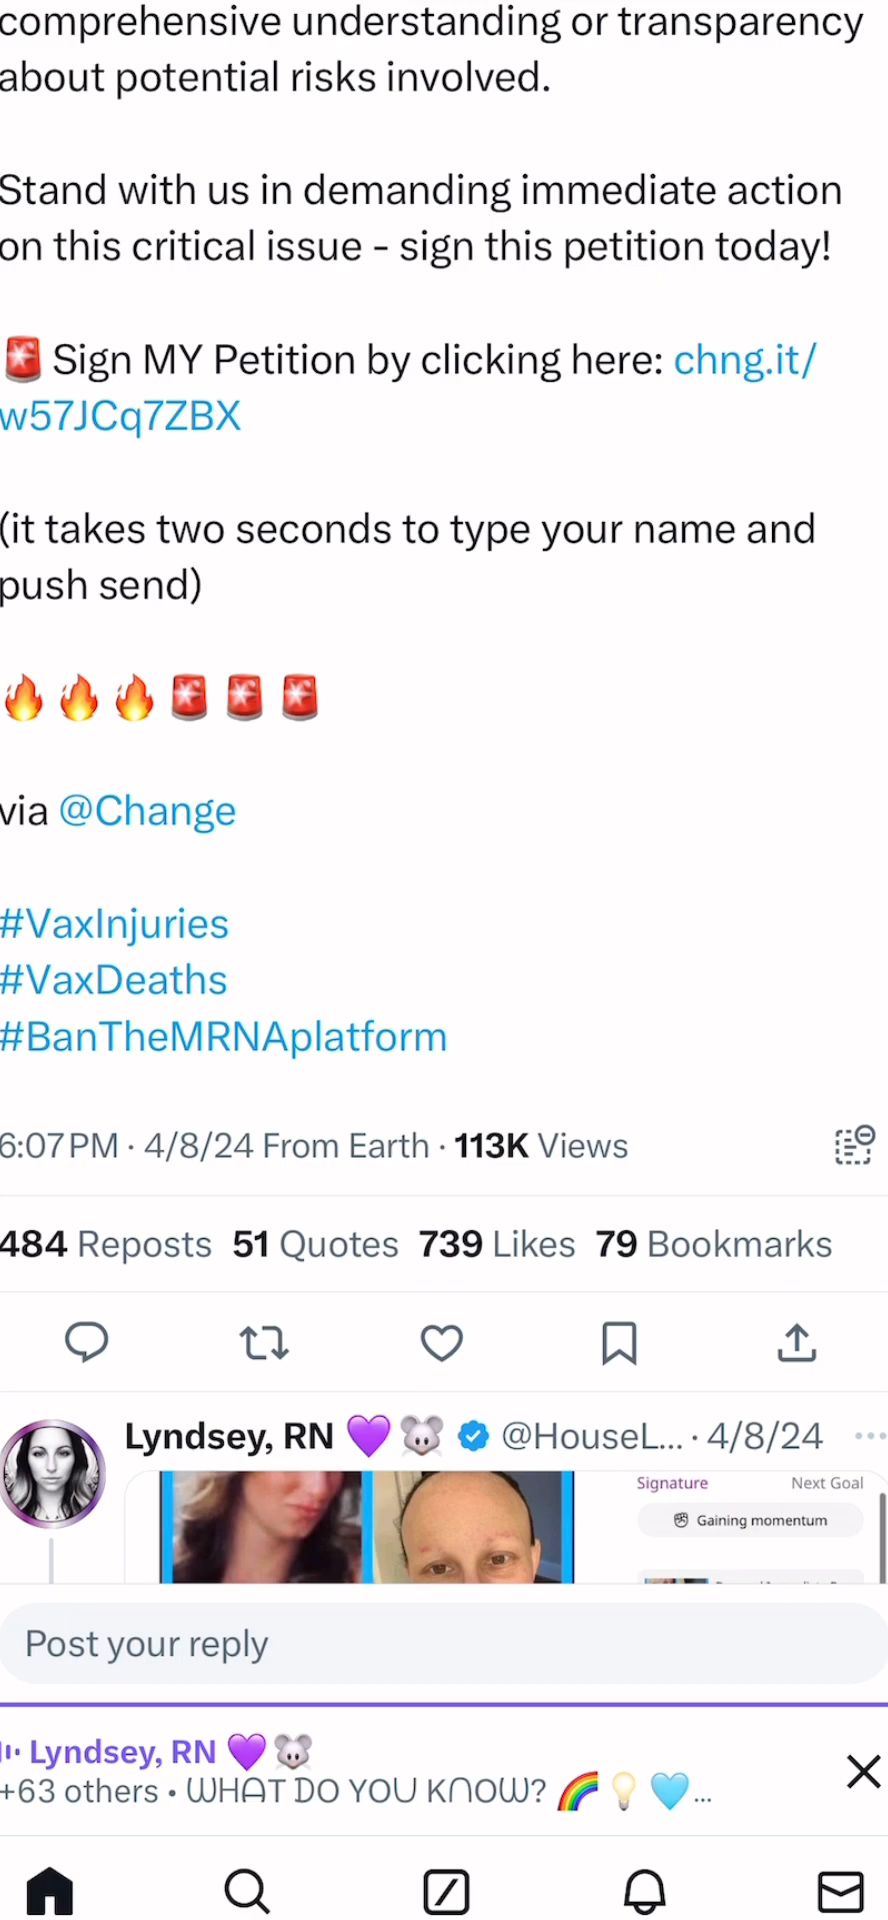 comprehensive understanding or transparency
about potential risks involved.
Stand with us in demanding immediate action
on this critical issue - sign this petition today!
🚨 Sign MY Petition by clicking here: chng.it/
w57JCq7ZBX
(it takes two seconds to type your name and
push send)
🔥🔥🔥🚨🚨🚨
via @Change
#VaxInjuries
#VaxDeaths
#BanTheMRNAplatform
6:07 PM · 4/8/24 From Earth · 113K Views
484 Reposts 51 Quotes 739 Likes 79 Bookmarks
Lyndsey, RN 💜🐭 @HouseL... · 4/8/24
Signature Next Goal
Gaining momentum
Post your reply
Lyndsey, RN 💜🐭
+63 others • ᗯHᗩT ᗪO YOᑌ KᑎOᗯ? 🌈💡🩵...